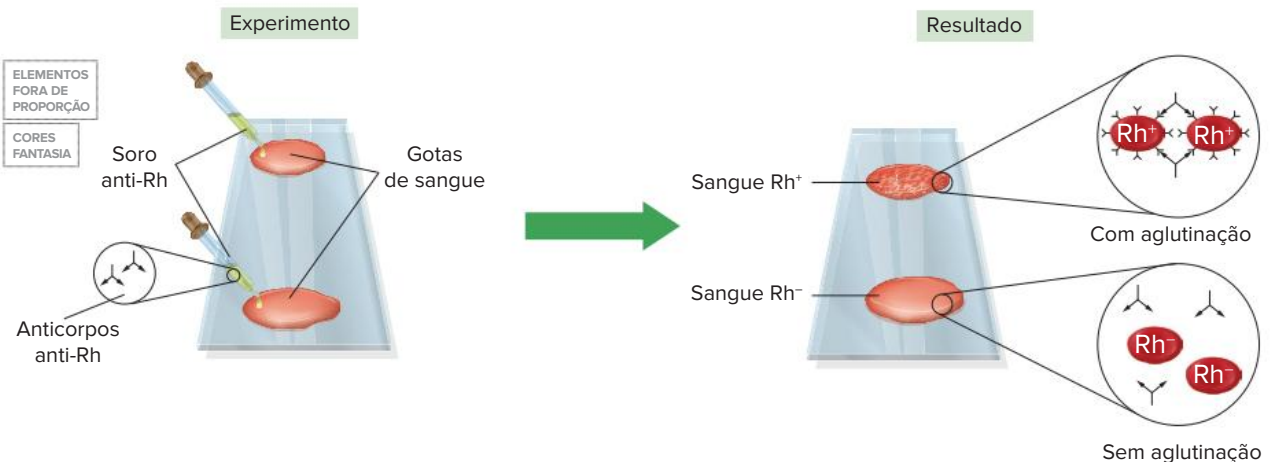 Experimento
ELEMENTOS
FORA DE
PROPORÇÃO
CORES
FANTASIA
Soro
anti-Rh
Gotas
de sangue
Anticorpos
anti-Rh
Resultado
Sangue Rh⁺
Rh⁺
Rh⁺
Com aglutinação
Sangue Rh⁻
Rh⁻
Rh⁻
Sem aglutinação